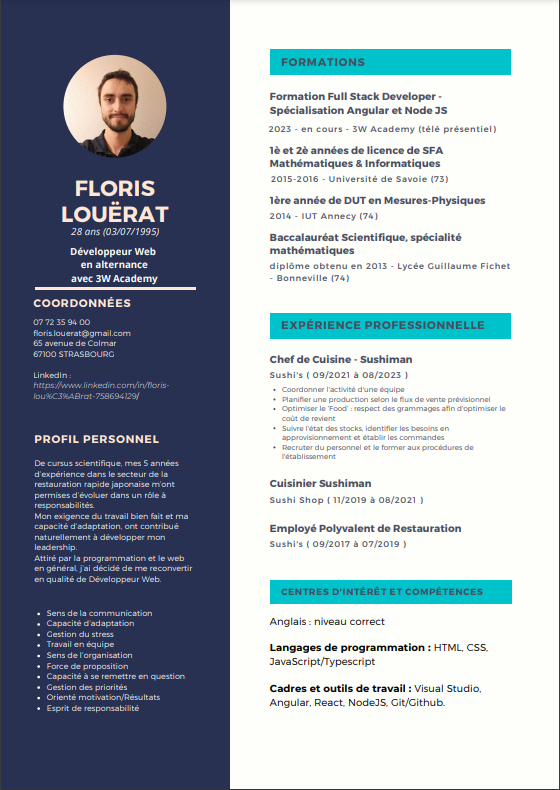 FLORIS
LOUËRAT
28 ans (03/07/1995)
Développeur Web
en alternance
avec 3W Academy
COORDONNÉES
07 72 35 94 00
floris.louerat@gmail.com
65 avenue de Colmar
67100 STRASBOURG
LinkedIn :
https://www.linkedin.com/in/floris-
lou%C3%ABrat-758694129/
PROFIL PERSONNEL
De cursus scientifique, mes 5 années
d'expérience dans le secteur de la
restauration rapide japonaise m'ont
permises d'évoluer dans un rôle à
responsabilités.
Mon exigence du travail bien fait et ma
capacité d'adaptation, ont contribué
naturellement à développer mon
leadership.
Attiré par la programmation et le web
en général, j'ai décidé de me reconvertir
en qualité de Développeur Web.
• Sens de la communication
• Capacité d'adaptation
• Gestion du stress
• Travail en équipe
• Sens de l'organisation
• Force de proposition
• Capacité à se remettre en question
• Gestion des priorités
• Orienté motivation/Résultats
• Esprit de responsabilité
FORMATIONS
Formation Full Stack Developer -
Spécialisation Angular et Node JS
2023 - en cours - 3W Academy (télé présentiel)
1è et 2è années de licence de SFA
Mathématiques & Informatiques
2015-2016 - Université de Savoie (73)
1ère année de DUT en Mesures-Physiques
2014 - IUT Annecy (74)
Baccalauréat Scientifique, spécialité
mathématiques
diplôme obtenu en 2013 - Lycée Guillaume Fichet
- Bonneville (74)
EXPÉRIENCE PROFESSIONNELLE
Chef de Cuisine - Sushiman
Sushi's ( 09/2021 à 08/2023 )
• Coordonner l'activité d'une équipe
• Planifier une production selon le flux de vente prévisionnel
• Optimiser le 'Food' : respect des grammages afin d'optimiser le
coût de revient
• Suivre l'état des stocks, identifier les besoins en
approvisionnement et établir les commandes
• Recruter du personnel et le former aux procédures de
l'établissement
Cuisinier Sushiman
Sushi Shop ( 11/2019 à 08/2021 )
Employé Polyvalent de Restauration
Sushi's ( 09/2017 à 07/2019 )
CENTRES D'INTÉRÊT ET COMPÉTENCES
Anglais : niveau correct
Langages de programmation : HTML, CSS,
JavaScript/Typescript
Cadres et outils de travail : Visual Studio,
Angular, React, NodeJS, Git/Github.